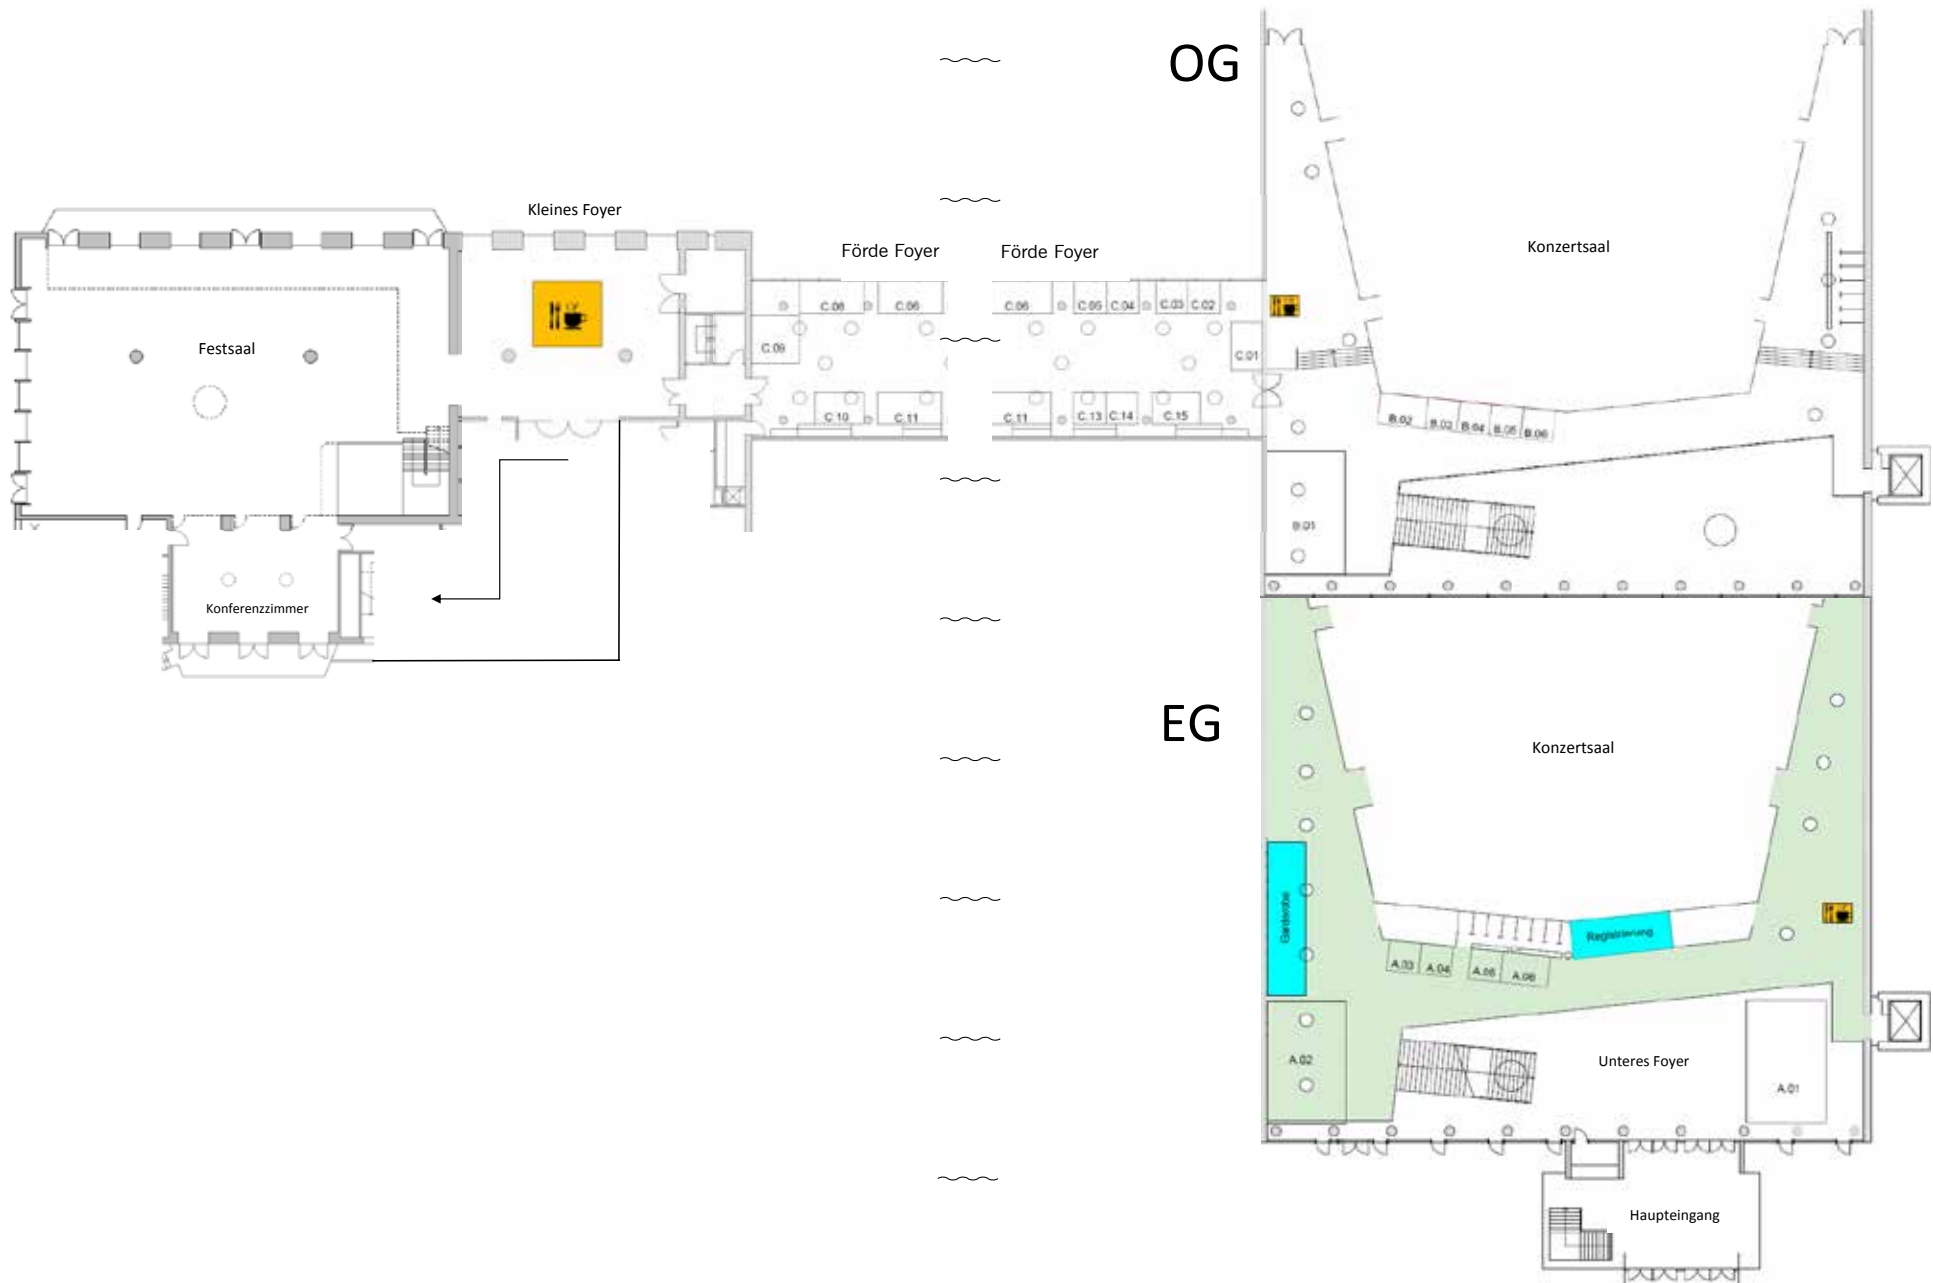 OG
Kleines Foyer
Förde Foyer
Förde Foyer
Konzertsaal
C.08
C.06
C.06
C.05
C.04
C.03
C.02
Festsaal
C.09
C.01
C.10
C.11
C.11
C.13
C.14
C.15
B.02
B.03
B.04
B.05
B.06
B.01
Konferenzzimmer
EG
Konzertsaal
Garderobe
Registrierung
A.03
A.04
A.05
A.06
A.02
Unteres Foyer
A.01
Haupteingang